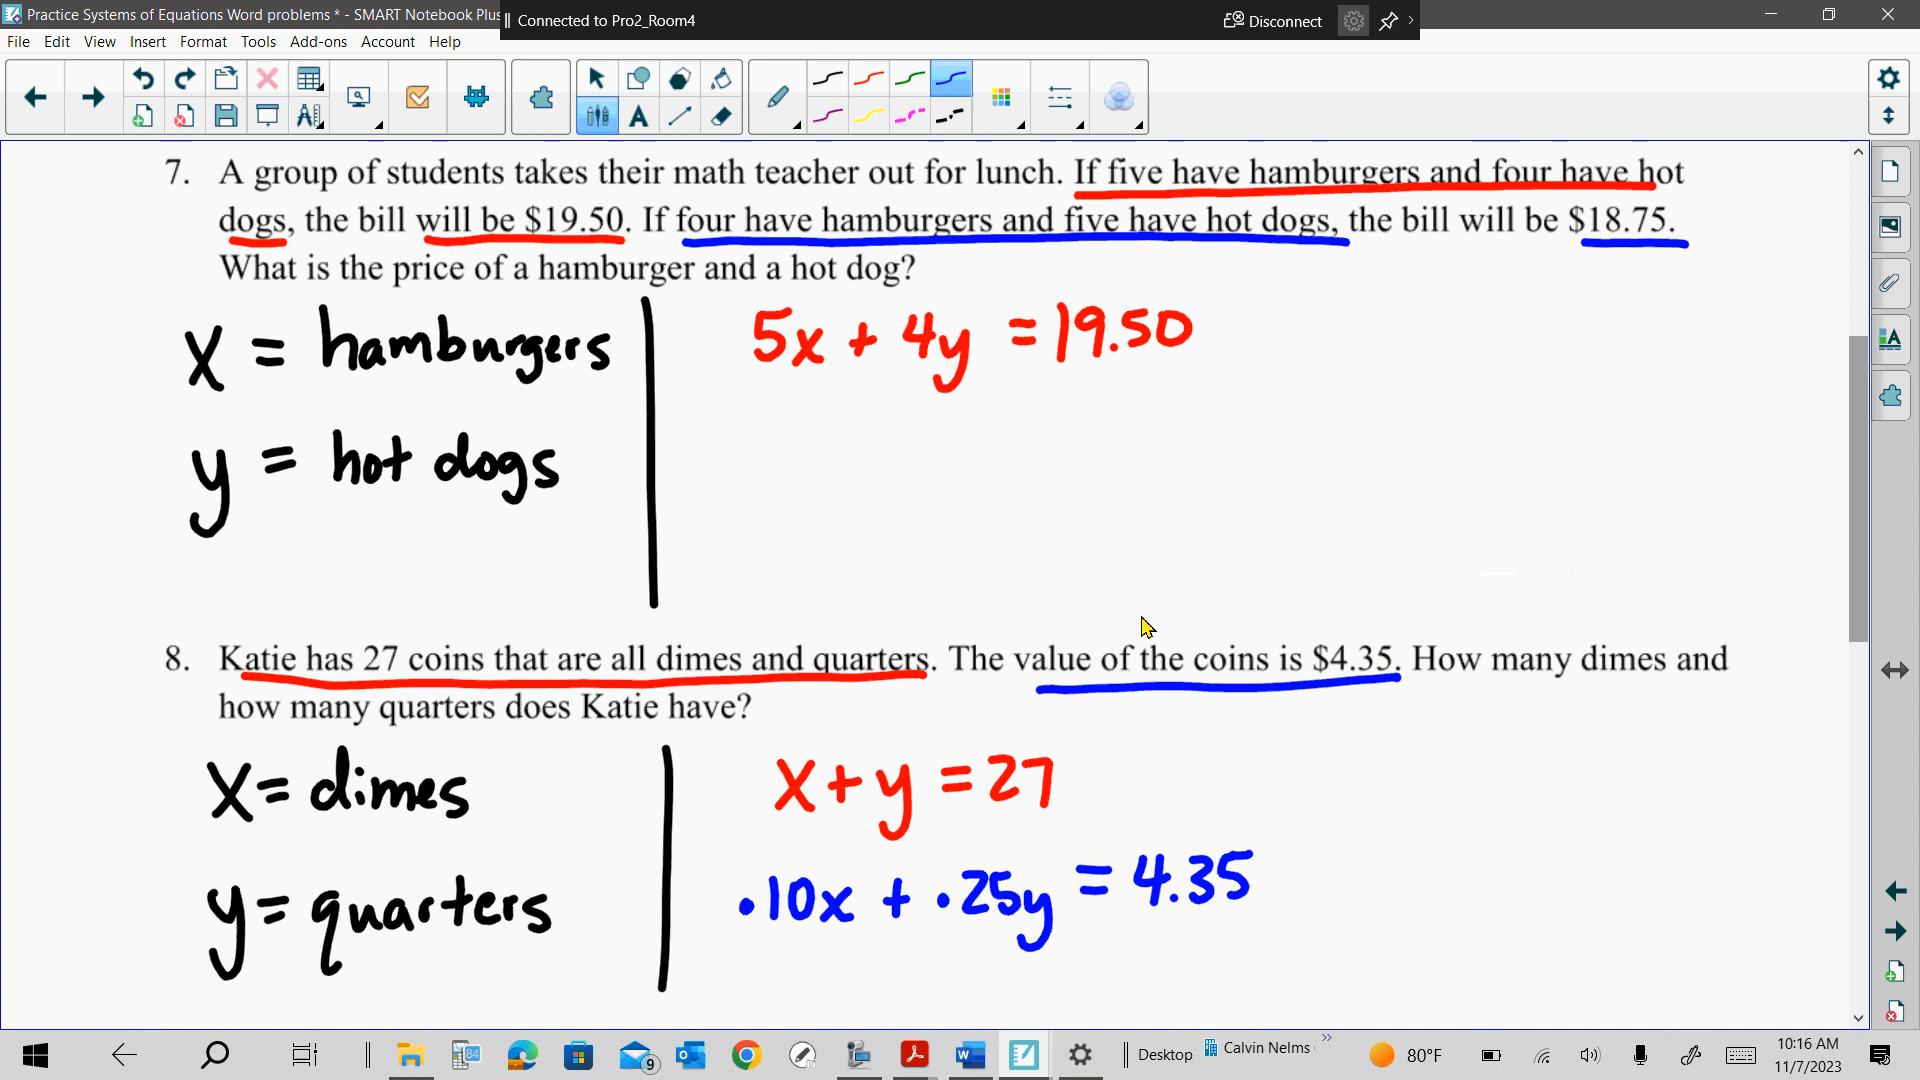 Practice Systems of Equations Word problems * - SMART Notebook Plus
Connected to Pro2_Room4
Disconnect
File Edit View Insert Format Tools Add-ons Account Help
7. A group of students takes their math teacher out for lunch. If five have hamburgers and four have hot
dogs, the bill will be $19.50. If four have hamburgers and five have hot dogs, the bill will be $18.75.
What is the price of a hamburger and a hot dog?
x = hamburgers
5x + 4y = 19.50
y = hot dogs
8. Katie has 27 coins that are all dimes and quarters. The value of the coins is $4.35. How many dimes and
how many quarters does Katie have?
x = dimes
x + y = 27
y = quarters
.10x + .25y = 4.35
84
9
Desktop
Calvin Nelms
80°F
10:16 AM
11/7/2023